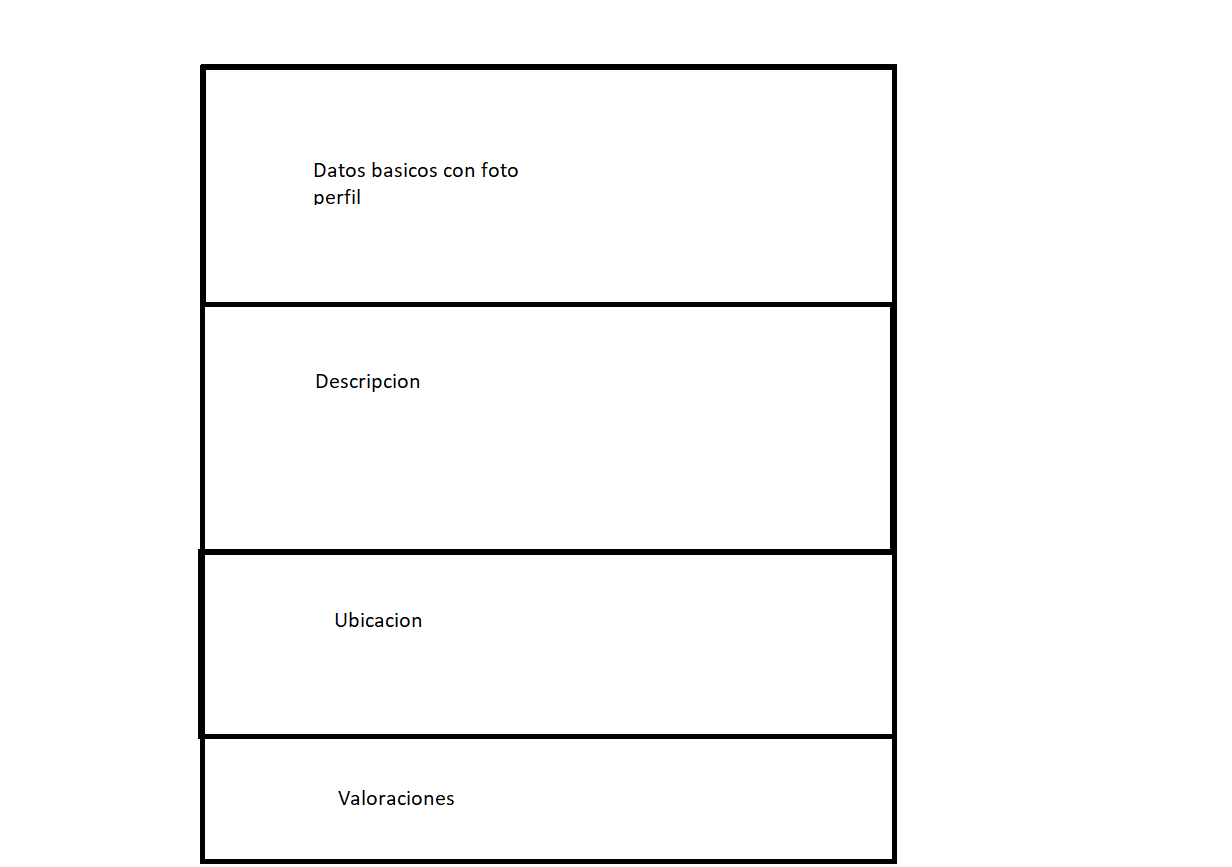 Datos basicos con foto
perfil
Descripcion
Ubicacion
Valoraciones